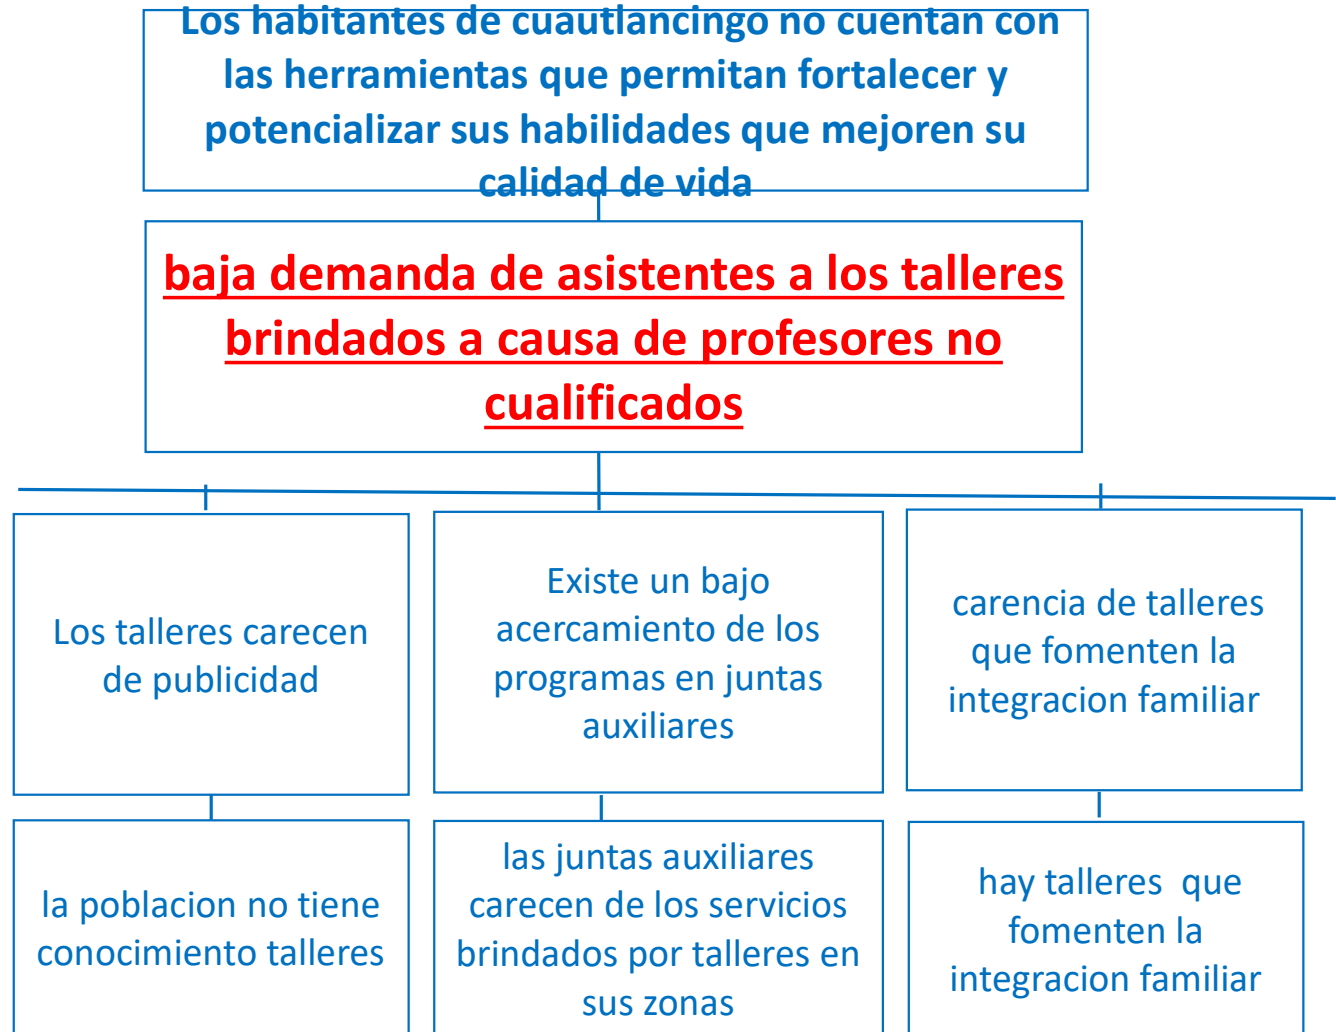 Los habitantes de cuautlancingo no cuentan con
las herramientas que permitan fortalecer y
potencializar sus habilidades que mejoren su
calidad de vida
baja demanda de asistentes a los talleres
brindados a causa de profesores no
cualificados
Los talleres carecen
de publicidad
Existe un bajo
acercamiento de los
programas en juntas
auxiliares
carencia de talleres
que fomenten la
integracion familiar
la poblacion no tiene
conocimiento talleres
las juntas auxiliares
carecen de los servicios
brindados por talleres en
sus zonas
hay talleres  que
fomenten la
integracion familiar